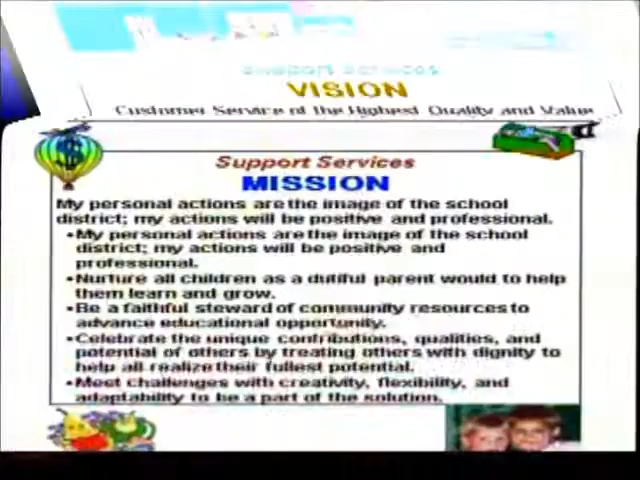 Support Services
VISION
Customer Service of the Highest Quality and Value
$
Support Services
MISSION
My personal actions are the image of the school
district; my actions will be positive and professional.
•My personal actions are the image of the school
district; my actions will be positive and
professional.
•Nurture all children as a dutiful parent would to help
them learn and grow.
•Be a faithful steward of community resources to
advance educational opportunity.
•Celebrate the unique contributions, qualities, and
potential of others by treating others with dignity to
help all realize their fullest potential.
•Meet challenges with creativity, flexibility, and
adaptability to be a part of the solution.